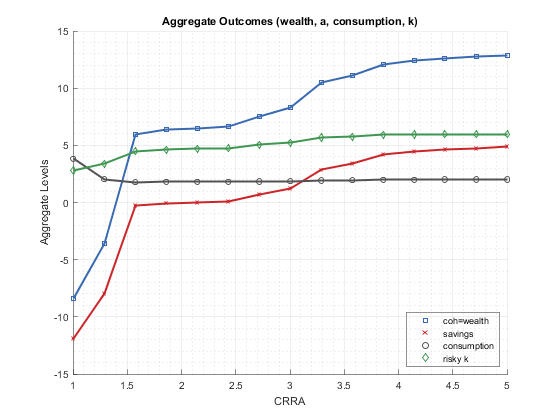 Aggregate Outcomes (wealth, a, consumption, k)
Aggregate Levels
15
10
5
0
-5
-10
-15
1
1.5
2
2.5
3
3.5
4
4.5
5
CRRA
coh=wealth
savings
consumption
risky k